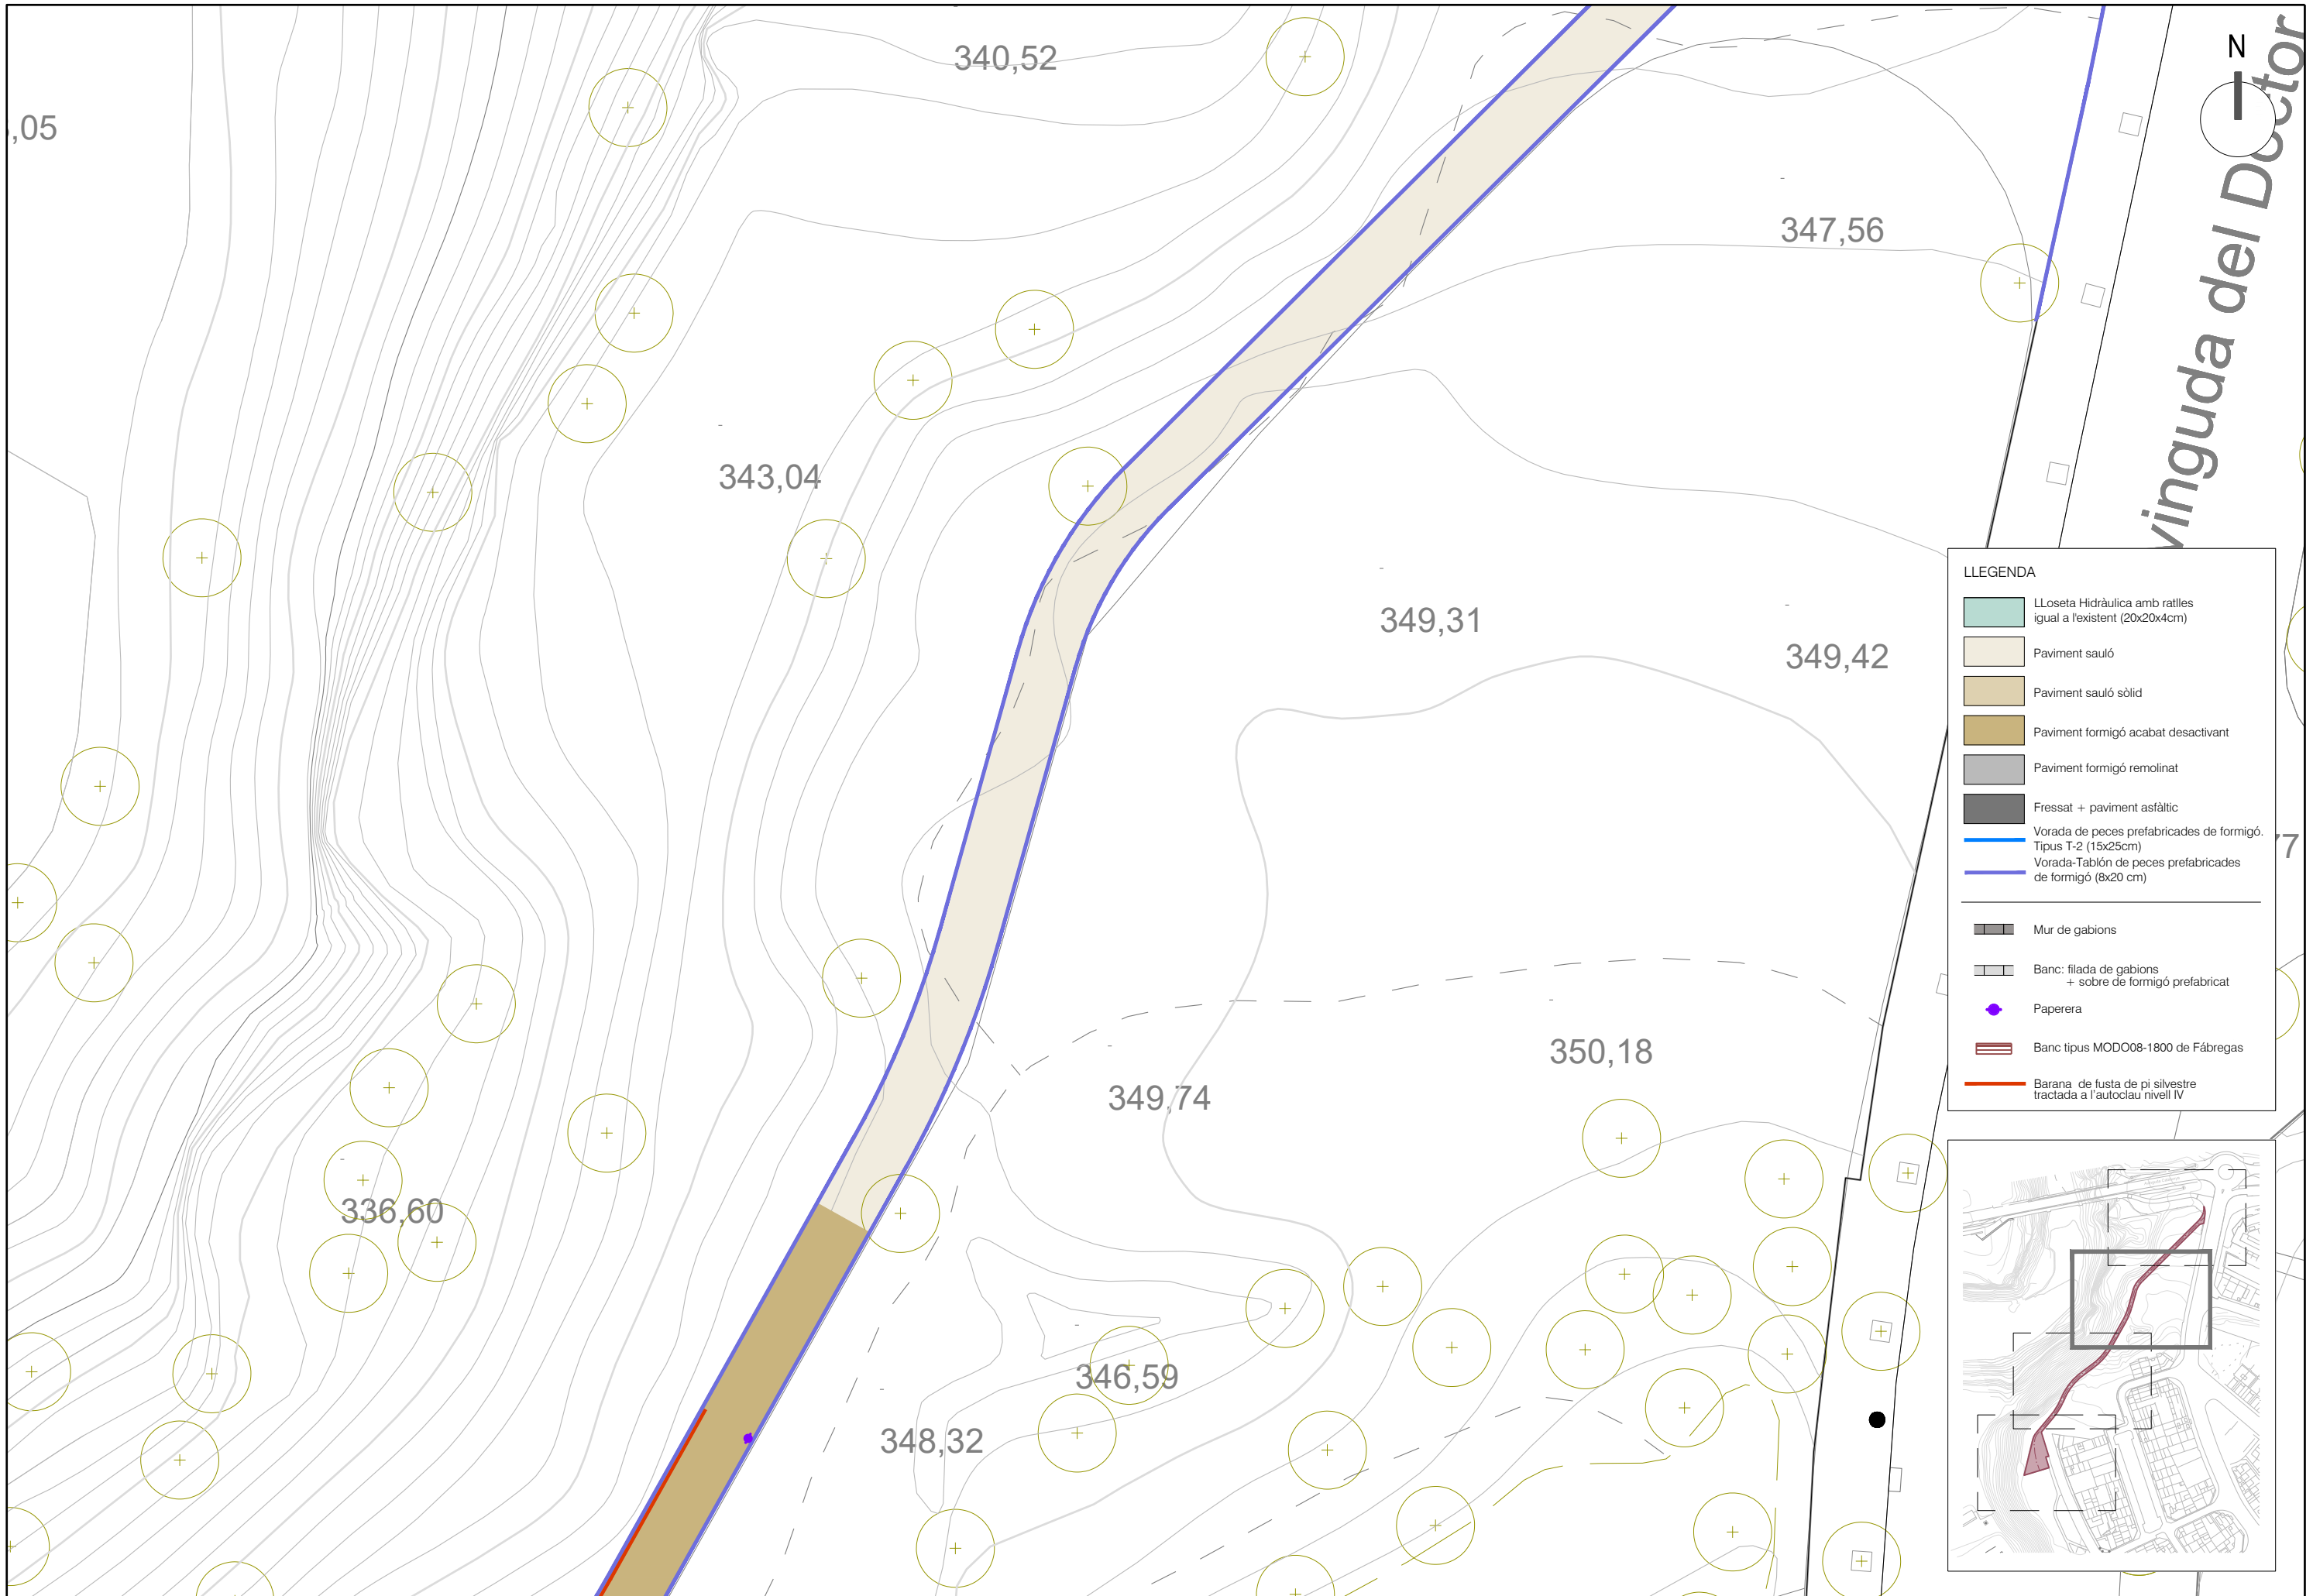 340,52
N
,05
Avinguda del Doctor
347,56
343,04
349,31
349,42
LLEGENDA
LLoseta Hidràulica amb ratlles
igual a l'existent (20x20x4cm)
Paviment sauló
Paviment sauló sòlid
Paviment formigó acabat desactivant
Paviment formigó remolinat
Fressat + paviment asfàltic
Vorada de peces prefabricades de formigó.
Tipus T-2 (15x25cm)
77
Vorada-Tablón de peces prefabricades
de formigó (8x20 cm)
Mur de gabions
Banc: filada de gabions
+ sobre de formigó prefabricat
Paperera
Banc tipus MODO08-1800 de Fábregas
Barana de fusta de pi silvestre
tractada a l'autoclau nivell IV
350,18
349,74
336,60
346,59
348,32